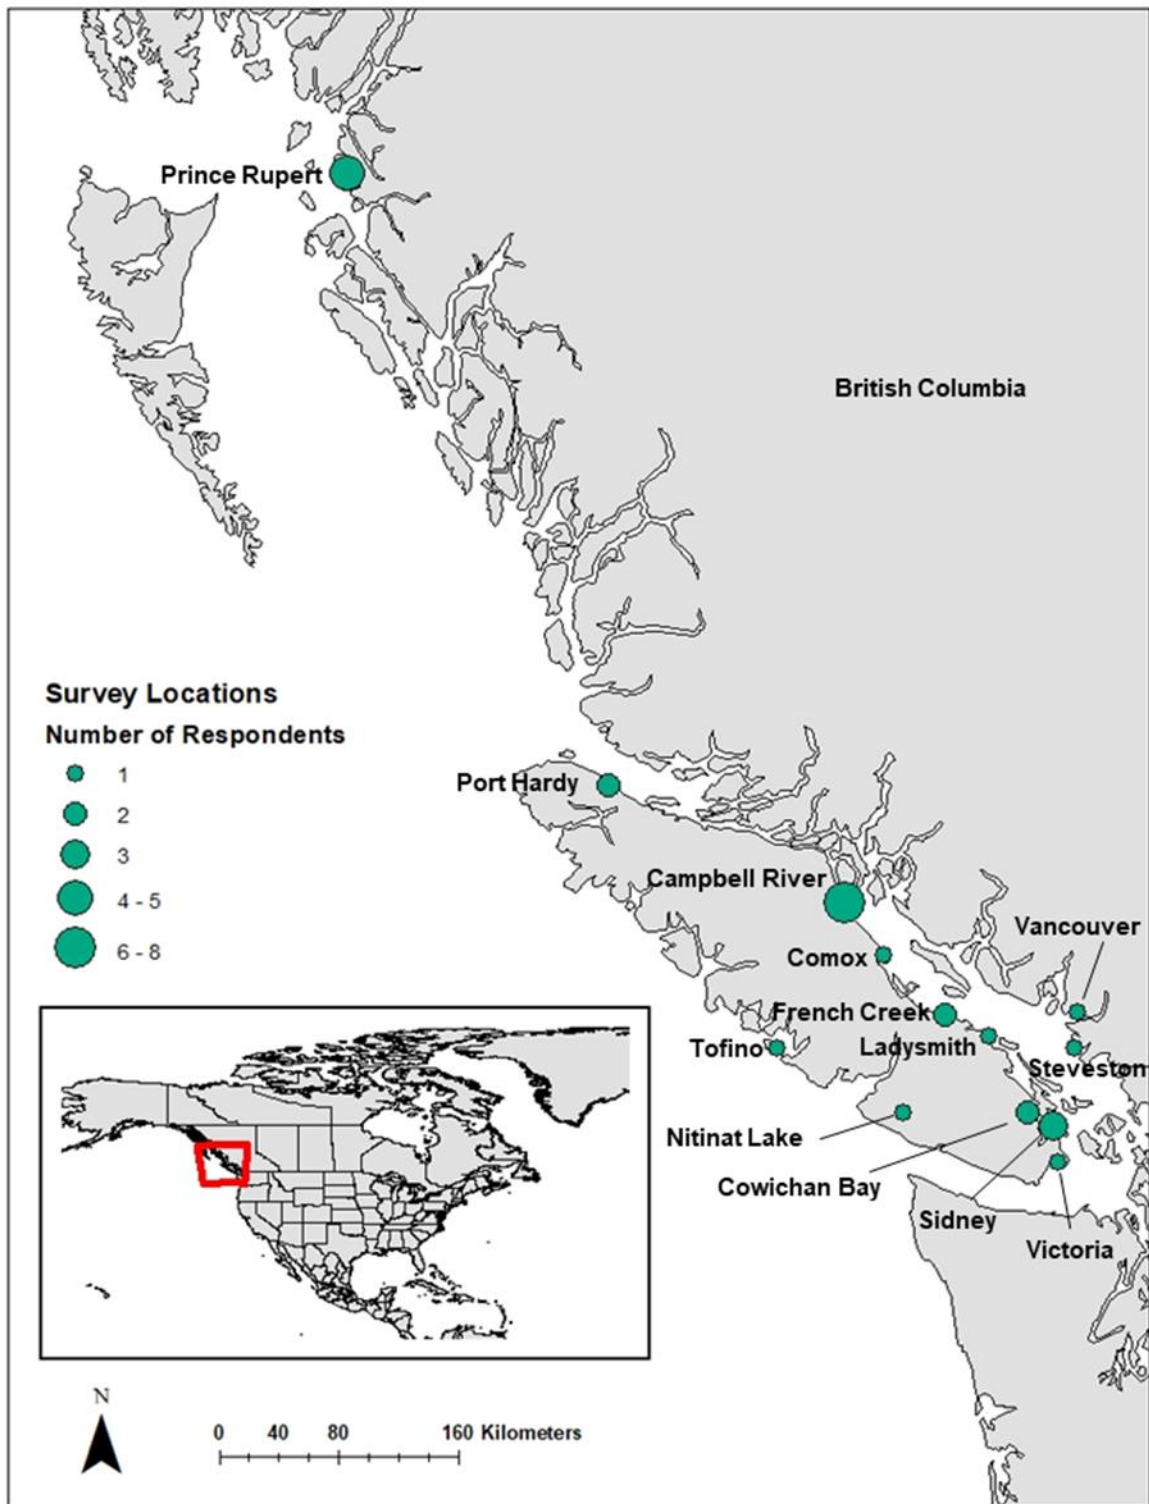 Prince Rupert
British Columbia
Survey Locations
Number of Respondents
1
2
3
4 - 5
6 - 8
Port Hardy
Campbell River
Vancouver
Comox
French Creek
Tofino
Ladysmith
Steveston
Nitinat Lake
Cowichan Bay
Sidney
Victoria
N
0 40 80 160 Kilometers